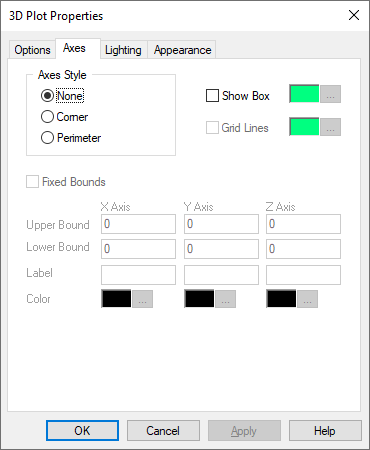 3D Plot Properties
Options Axes Lighting Appearance
Axes Style
None
Corner
Perimeter
Show Box ...
Grid Lines ...
Fixed Bounds
X Axis Y Axis Z Axis
Upper Bound 0 0 0
Lower Bound 0 0 0
Label
Color ... ... ...
OK Cancel Apply Help